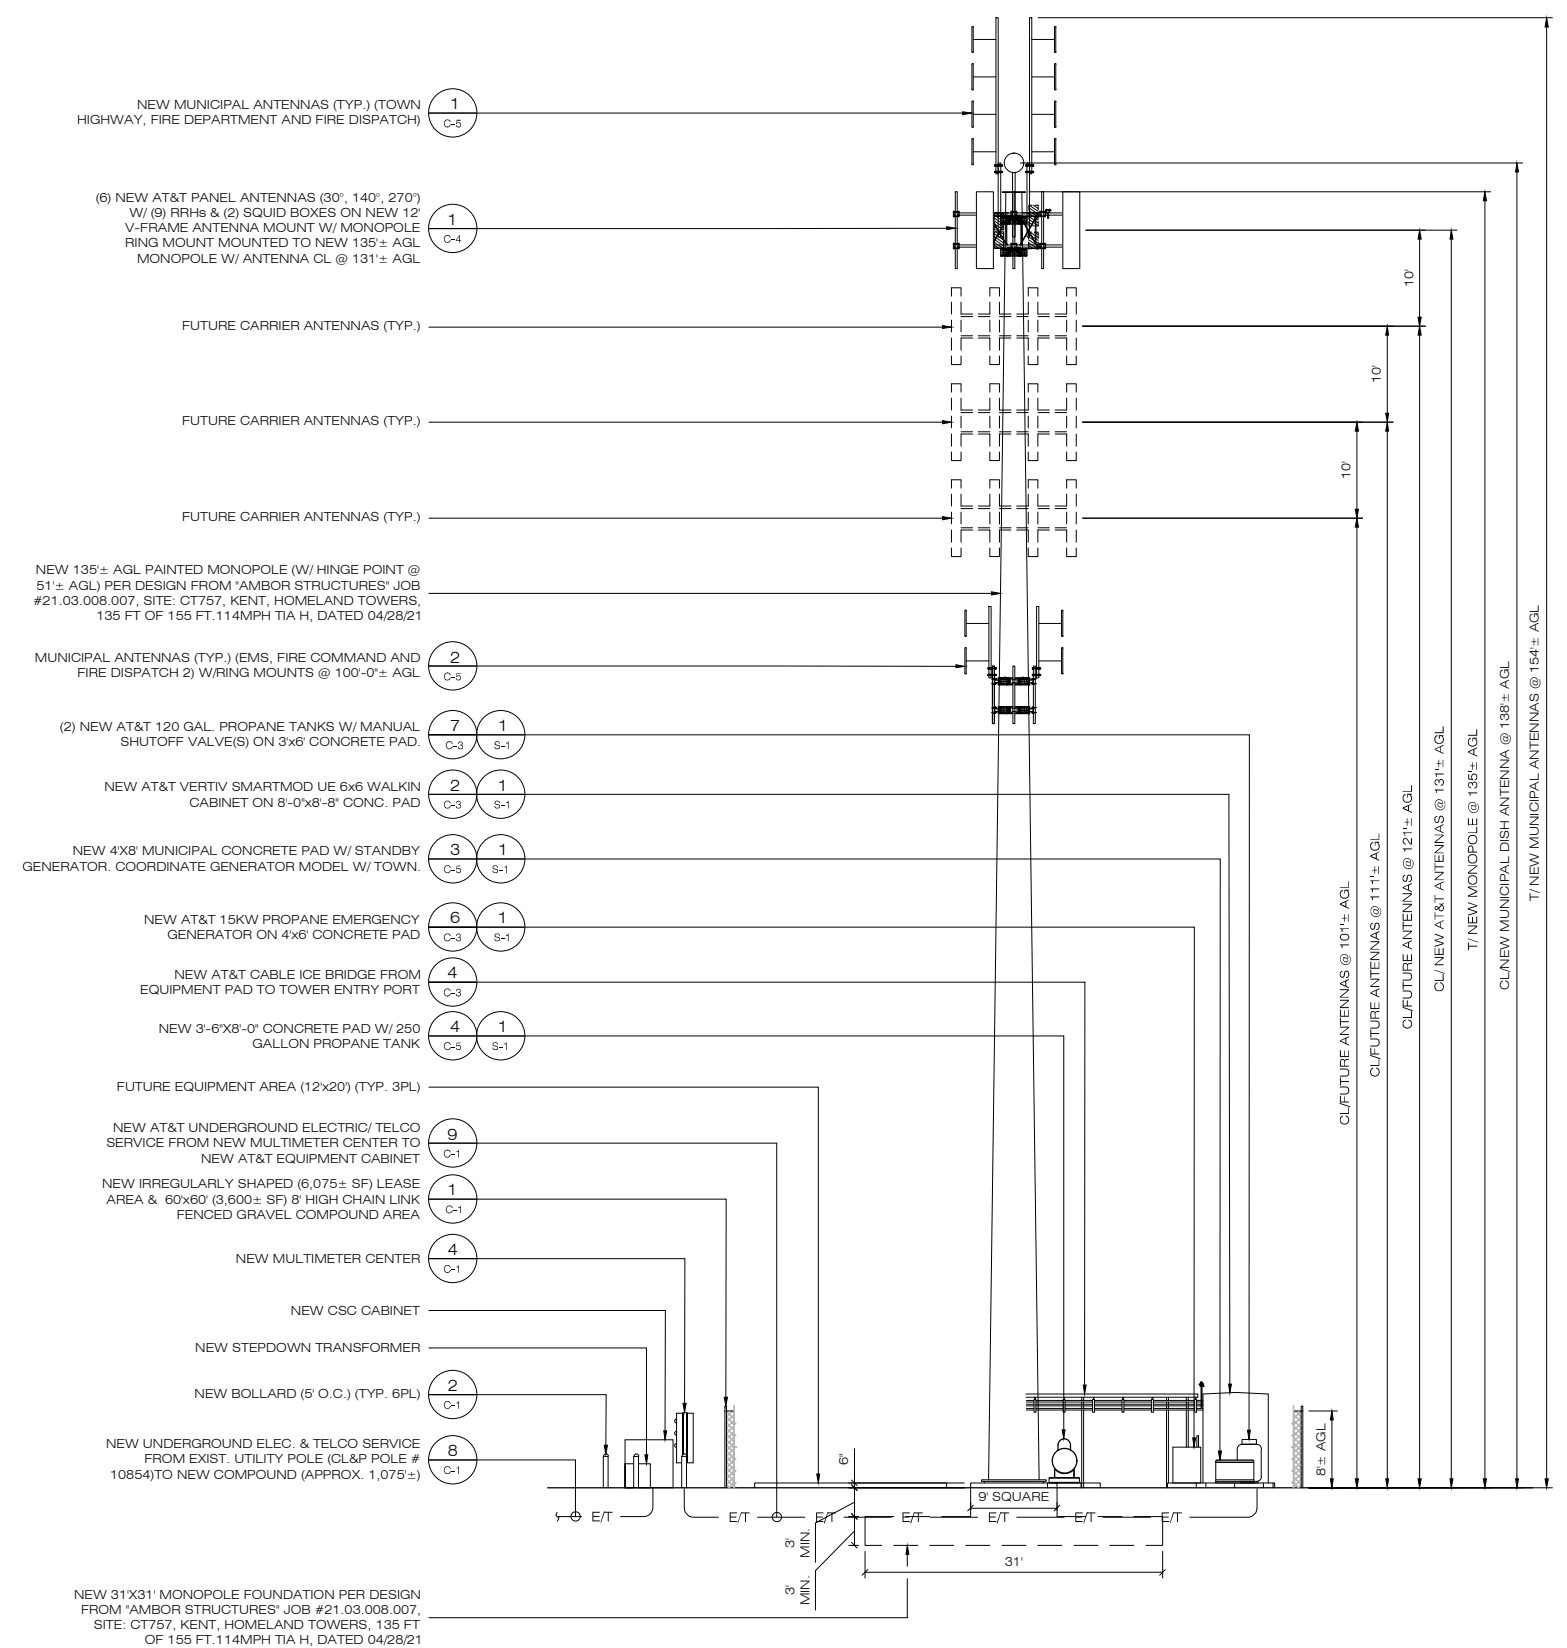 NEW MUNICIPAL ANTENNAS (TYP.) (TOWN
HIGHWAY, FIRE DEPARTMENT AND FIRE DISPATCH)
1
C-5
(6) NEW AT&T PANEL ANTENNAS (30°, 140°, 270°)
W/ (9) RRHs & (2) SQUID BOXES ON NEW 12'
V-FRAME ANTENNA MOUNT W/ MONOPOLE
RING MOUNT MOUNTED TO NEW 135'± AGL
MONOPOLE W/ ANTENNA CL @ 131'± AGL
1
C-4
FUTURE CARRIER ANTENNAS (TYP.)
FUTURE CARRIER ANTENNAS (TYP.)
FUTURE CARRIER ANTENNAS (TYP.)
NEW 135'± AGL PAINTED MONOPOLE (W/ HINGE POINT @
51'± AGL) PER DESIGN FROM "AMBOR STRUCTURES" JOB
#21.03.008.007, SITE: CT757, KENT, HOMELAND TOWERS,
135 FT OF 155 FT.114MPH TIA H, DATED 04/28/21
MUNICIPAL ANTENNAS (TYP.) (EMS, FIRE COMMAND AND
FIRE DISPATCH 2) W/RING MOUNTS @ 100'-0"± AGL
2
C-5
(2) NEW AT&T 120 GAL. PROPANE TANKS W/ MANUAL
SHUTOFF VALVE(S) ON 3'x6' CONCRETE PAD.
7
C-3
1
S-1
NEW AT&T VERTIV SMARTMOD UE 6x6 WALKIN
CABINET ON 8'-0"x8'-8" CONC. PAD
2
C-3
1
S-1
NEW 4'X8' MUNICIPAL CONCRETE PAD W/ STANDBY
GENERATOR. COORDINATE GENERATOR MODEL W/ TOWN.
3
C-5
1
S-1
NEW AT&T 15KW PROPANE EMERGENCY
GENERATOR ON 4'x6' CONCRETE PAD
6
C-3
1
S-1
NEW AT&T CABLE ICE BRIDGE FROM
EQUIPMENT PAD TO TOWER ENTRY PORT
4
C-3
NEW 3'-6"X8'-0" CONCRETE PAD W/ 250
GALLON PROPANE TANK
4
C-5
1
S-1
FUTURE EQUIPMENT AREA (12'x20') (TYP. 3PL)
NEW AT&T UNDERGROUND ELECTRIC/ TELCO
SERVICE FROM NEW MULTIMETER CENTER TO
NEW AT&T EQUIPMENT CABINET
9
C-1
NEW IRREGULARLY SHAPED (6,075± SF) LEASE
AREA & 60'x60' (3,600± SF) 8' HIGH CHAIN LINK
FENCED GRAVEL COMPOUND AREA
1
C-1
NEW MULTIMETER CENTER
4
C-1
NEW CSC CABINET
NEW STEPDOWN TRANSFORMER
NEW BOLLARD (5' O.C.) (TYP. 6PL)
2
C-1
NEW UNDERGROUND ELEC. & TELCO SERVICE
FROM EXIST. UTILITY POLE (CL&P POLE #
10854)TO NEW COMPOUND (APPROX. 1,075'±)
8
C-1
NEW 31'X31' MONOPOLE FOUNDATION PER DESIGN
FROM "AMBOR STRUCTURES" JOB #21.03.008.007,
SITE: CT757, KENT, HOMELAND TOWERS, 135 FT
OF 155 FT.114MPH TIA H, DATED 04/28/21
10'
10'
10'
CL/FUTURE ANTENNAS @ 101'± AGL
CL/FUTURE ANTENNAS @ 111'± AGL
CL/FUTURE ANTENNAS @ 121'± AGL
CL/ NEW AT&T ANTENNAS @ 131'± AGL
T/ NEW MONOPOLE @ 135'± AGL
CL/NEW MUNICIPAL DISH ANTENNA @ 138'± AGL
T/ NEW MUNICIPAL ANTENNAS @ 154'± AGL
8'± AGL
6"
9' SQUARE
E/T
E/T
E/T
E/T
E/T
E/T
E/T
3'
MIN.
3'
MIN.
31'